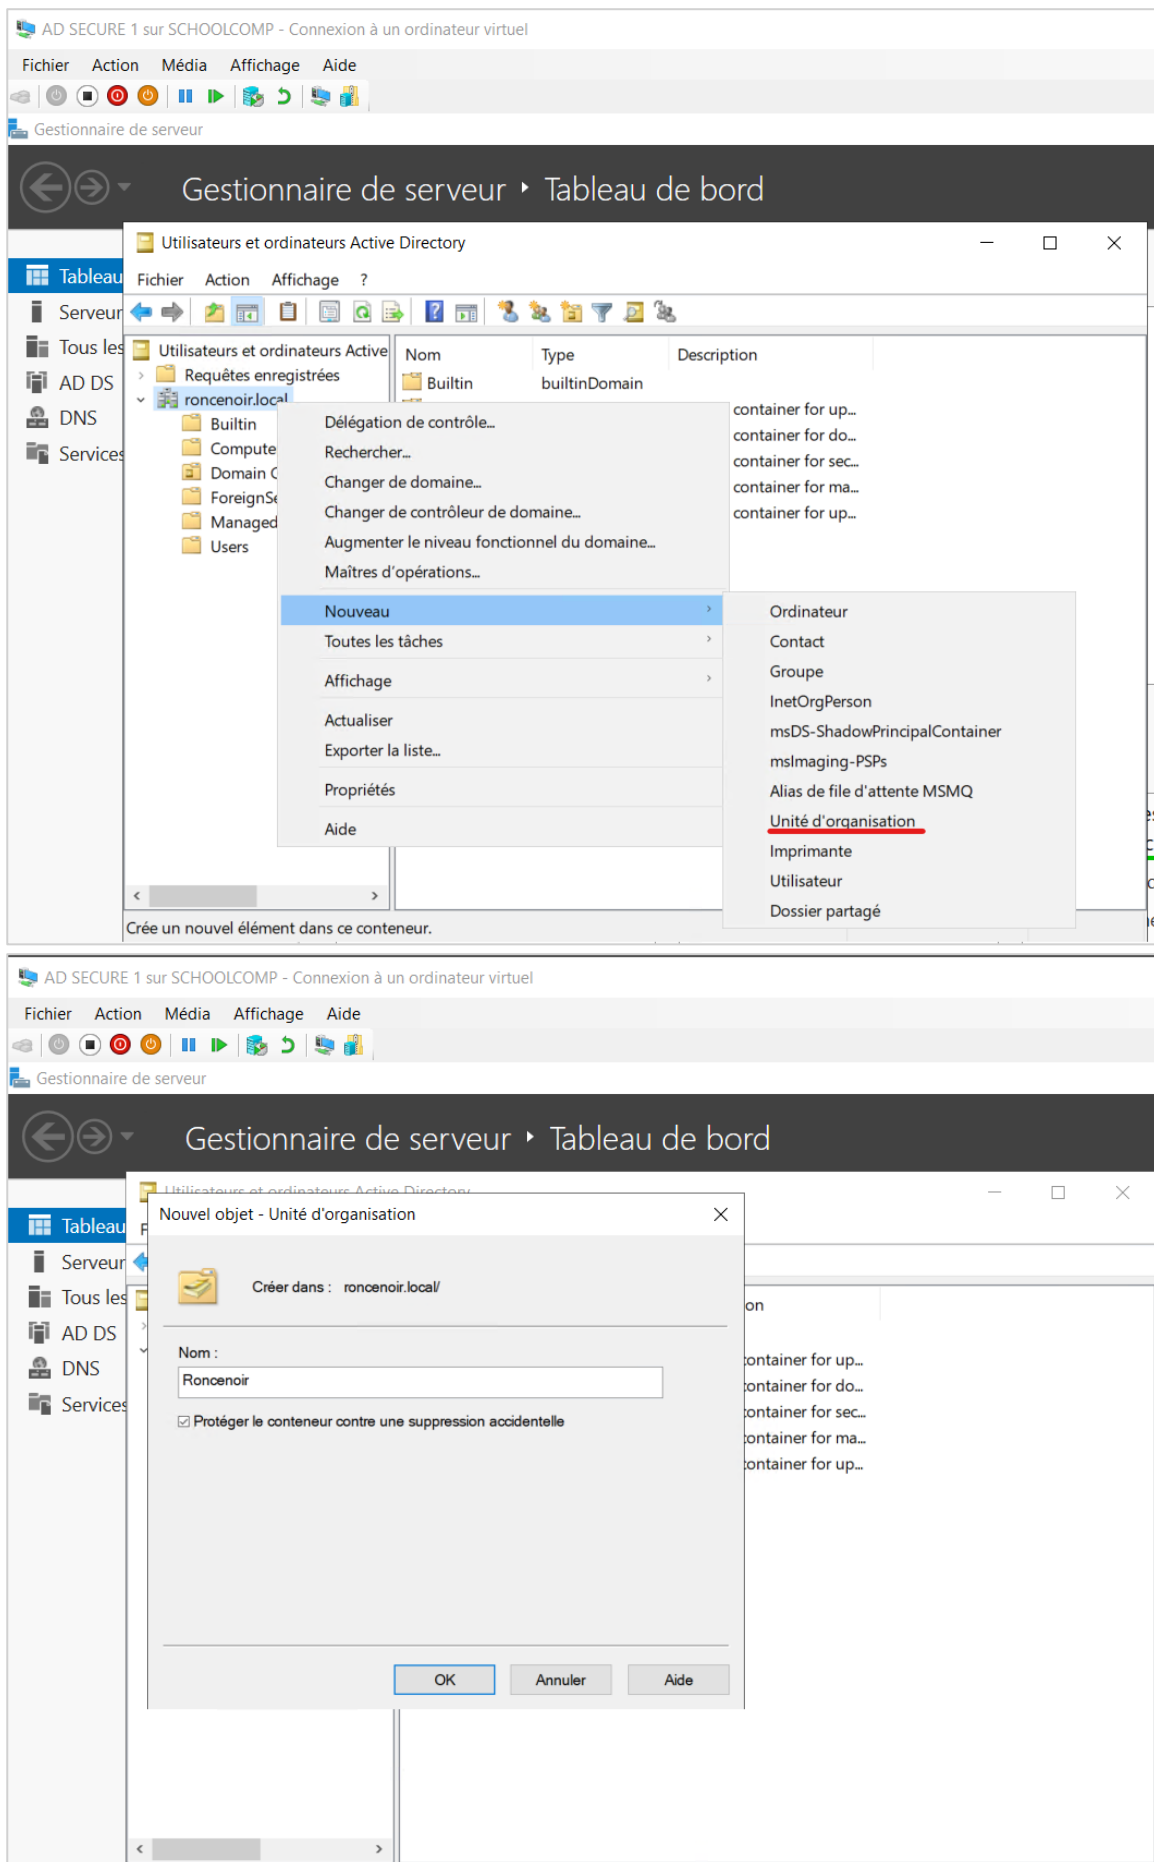 AD SECURE 1 sur SCHOOLCOMP - Connexion à un ordinateur virtuel
Fichier Action Média Affichage Aide
Gestionnaire de serveur
Gestionnaire de serveur ‣ Tableau de bord
Utilisateurs et ordinateurs Active Directory
Fichier Action Affichage ?
Tableau
Serveur
Tous les
AD DS
DNS
Services
Utilisateurs et ordinateurs Active
Requêtes enregistrées
roncenoir.local
Builtin
Compute
Domain C
ForeignSe
Managed
Users
Nom Type Description
Builtin builtinDomain
container for up...
container for do...
container for sec...
container for ma...
container for up...
Délégation de contrôle...
Rechercher...
Changer de domaine...
Changer de contrôleur de domaine...
Augmenter le niveau fonctionnel du domaine...
Maîtres d'opérations...
Nouveau
Toutes les tâches
Affichage
Actualiser
Exporter la liste...
Propriétés
Aide
Ordinateur
Contact
Groupe
InetOrgPerson
msDS-ShadowPrincipalContainer
msImaging-PSPs
Alias de file d'attente MSMQ
Unité d'organisation
Imprimante
Utilisateur
Dossier partagé
Crée un nouvel élément dans ce conteneur.
AD SECURE 1 sur SCHOOLCOMP - Connexion à un ordinateur virtuel
Fichier Action Média Affichage Aide
Gestionnaire de serveur
Gestionnaire de serveur ‣ Tableau de bord
Utilisateurs et ordinateurs Active Directory
Tableau
Serveur
Tous les
AD DS
DNS
Services
Nouvel objet - Unité d'organisation
Créer dans : roncenoir.local/
Nom :
Roncenoir
Protéger le conteneur contre une suppression accidentelle
OK Annuler Aide
on
container for up...
container for do...
container for sec...
container for ma...
container for up...